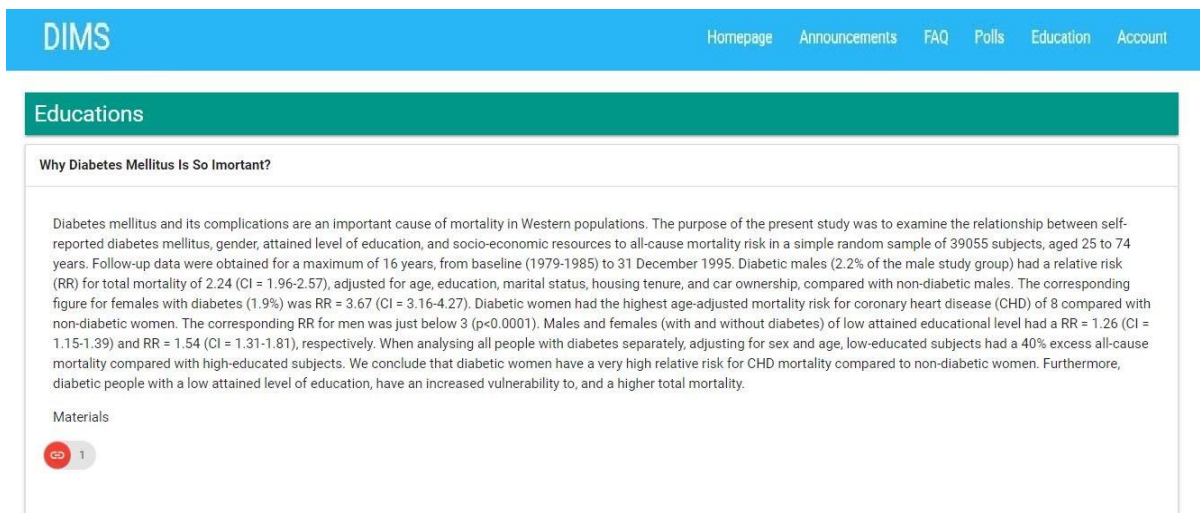 DIMS
Homepage Announcements FAQ Polls Education Account
Educations
Why Diabetes Mellitus Is So Imortant?
Diabetes mellitus and its complications are an important cause of mortality in Western populations. The purpose of the present study was to examine the relationship between self-
reported diabetes mellitus, gender, attained level of education, and socio-economic resources to all-cause mortality risk in a simple random sample of 39055 subjects, aged 25 to 74
years. Follow-up data were obtained for a maximum of 16 years, from baseline (1979-1985) to 31 December 1995. Diabetic males (2.2% of the male study group) had a relative risk
(RR) for total mortality of 2.24 (CI = 1.96-2.57), adjusted for age, education, marital status, housing tenure, and car ownership, compared with non-diabetic males. The corresponding
figure for females with diabetes (1.9%) was RR = 3.67 (CI = 3.16-4.27). Diabetic women had the highest age-adjusted mortality risk for coronary heart disease (CHD) of 8 compared with
non-diabetic women. The corresponding RR for men was just below 3 (p<0.0001). Males and females (with and without diabetes) of low attained educational level had a RR = 1.26 (CI =
1.15-1.39) and RR = 1.54 (CI = 1.31-1.81), respectively. When analysing all people with diabetes separately, adjusting for sex and age, low-educated subjects had a 40% excess all-cause
mortality compared with high-educated subjects. We conclude that diabetic women have a very high relative risk for CHD mortality compared to non-diabetic women. Furthermore,
diabetic people with a low attained level of education, have an increased vulnerability to, and a higher total mortality.
Materials
1